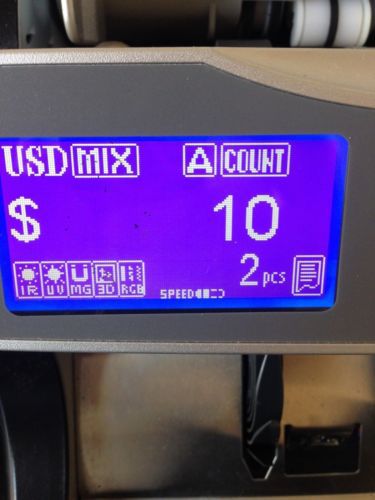 USD MIX A COUNT
$ 10
2 pcs
IR UV MG 3D RGB SPEED